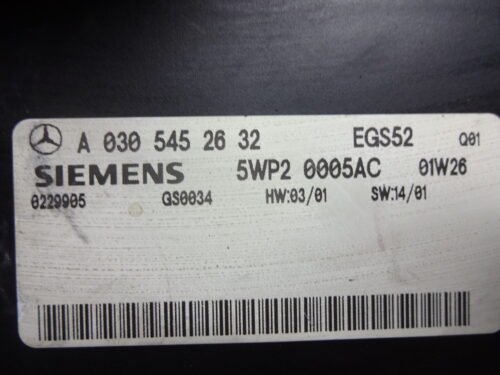 A 030 545 26 32 EGS52 Q01
SIEMENS 5WP2 0005AC 01W26
0229905 GS0034 HW:03/01 SW:14/01